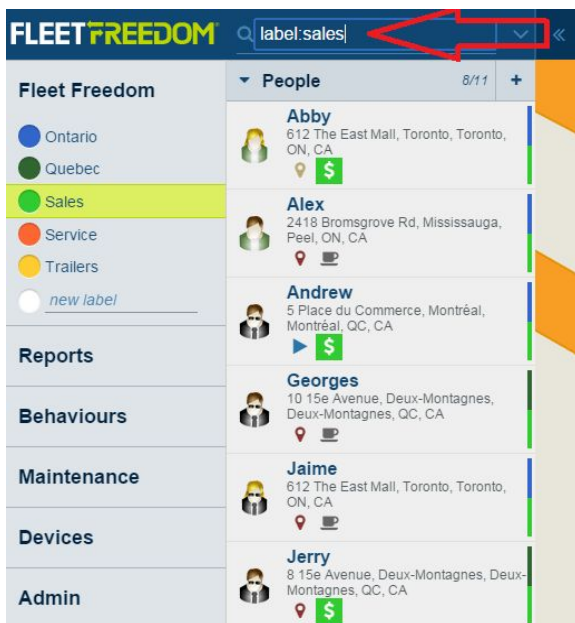 FLEETFREEDOM
label:sales
Fleet Freedom
Ontario
Quebec
Sales
Service
Trailers
new label
Reports
Behaviours
Maintenance
Devices
Admin
People 8/11 +
Abby
612 The East Mall, Toronto, Toronto,
ON, CA
$
Alex
2418 Bromsgrove Rd, Mississauga,
Peel, ON, CA
Andrew
5 Place du Commerce, Montréal,
Montréal, QC, CA
$
Georges
10 15e Avenue, Deux-Montagnes,
Deux-Montagnes, QC, CA
Jaime
612 The East Mall, Toronto, Toronto,
ON, CA
Jerry
8 15e Avenue, Deux-Montagnes, Deux-
Montagnes, QC, CA
$